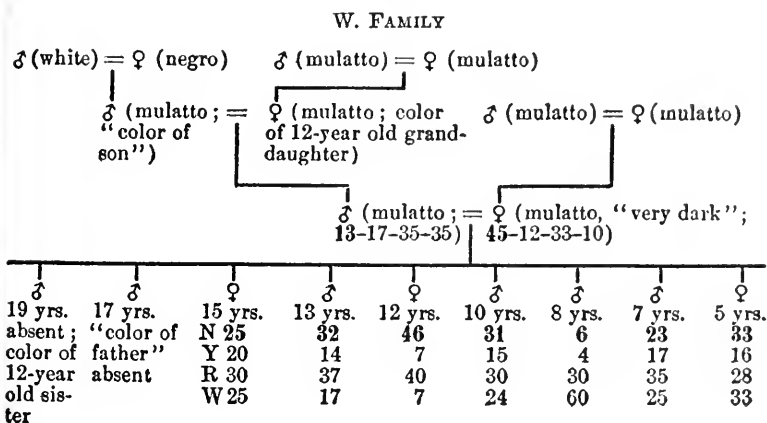 W. FAMILY
♂ (white) = ♀ (negro) ♂ (mulatto) = ♀ (mulatto)
♂ (mulatto ; = ♀ (mulatto ; color ♂ (mulatto) = ♀ (mulatto)
"color of of 12-year old grand-
son") daughter)
♂ (mulatto ; = ♀ (mulatto, "very dark" ;
13-17-35-35) 45-12-33-10)
♂ ♂ ♀ ♂ ♀ ♂ ♂ ♂ ♀
19 yrs. 17 yrs. 15 yrs. 13 yrs. 12 yrs. 10 yrs. 8 yrs. 7 yrs. 5 yrs.
absent ; "color of N 25 32 46 31 6 23 33
color of father" Y 20 14 7 15 4 17 16
12-year absent R 30 37 40 30 30 35 28
old sis- W 25 17 7 24 60 25 33
ter